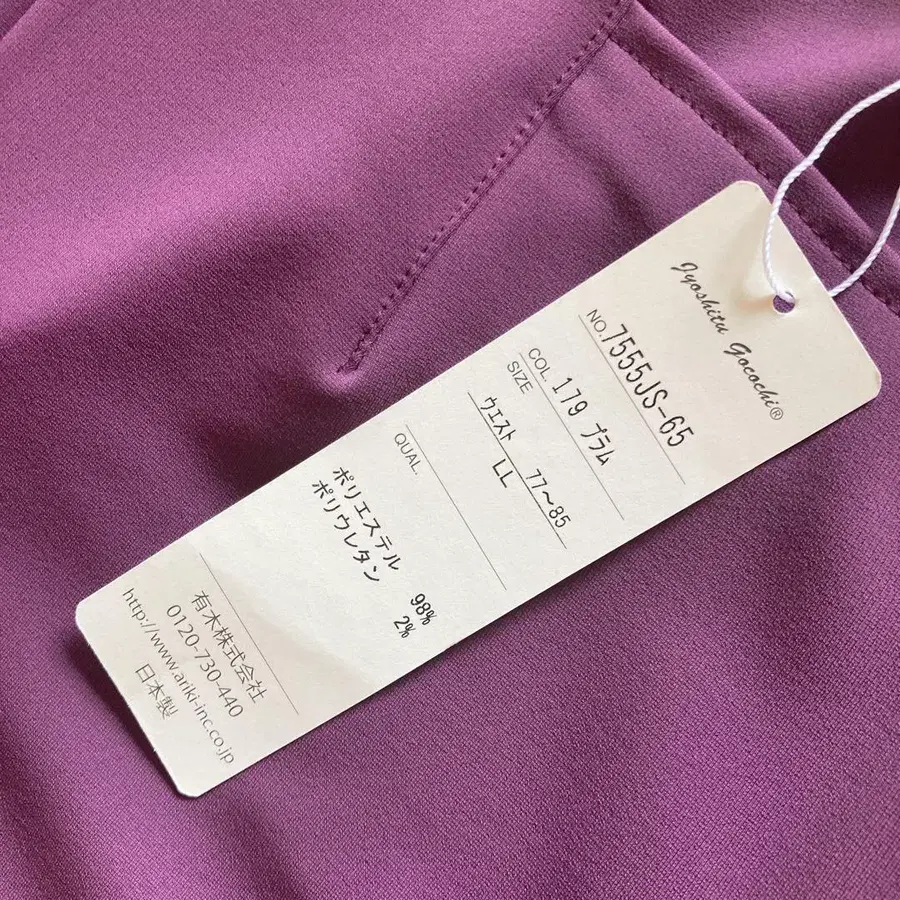 Jyoshitu Gocochi®
NO. 7555JS-65
COL. 179 プラム
SIZE
ウエスト 77～85
LL
QUAL.
ポリエステル 98%
ポリウレタン 2%
有木株式会社
0120-730-440
http://www.ariki-inc.co.jp
日本製